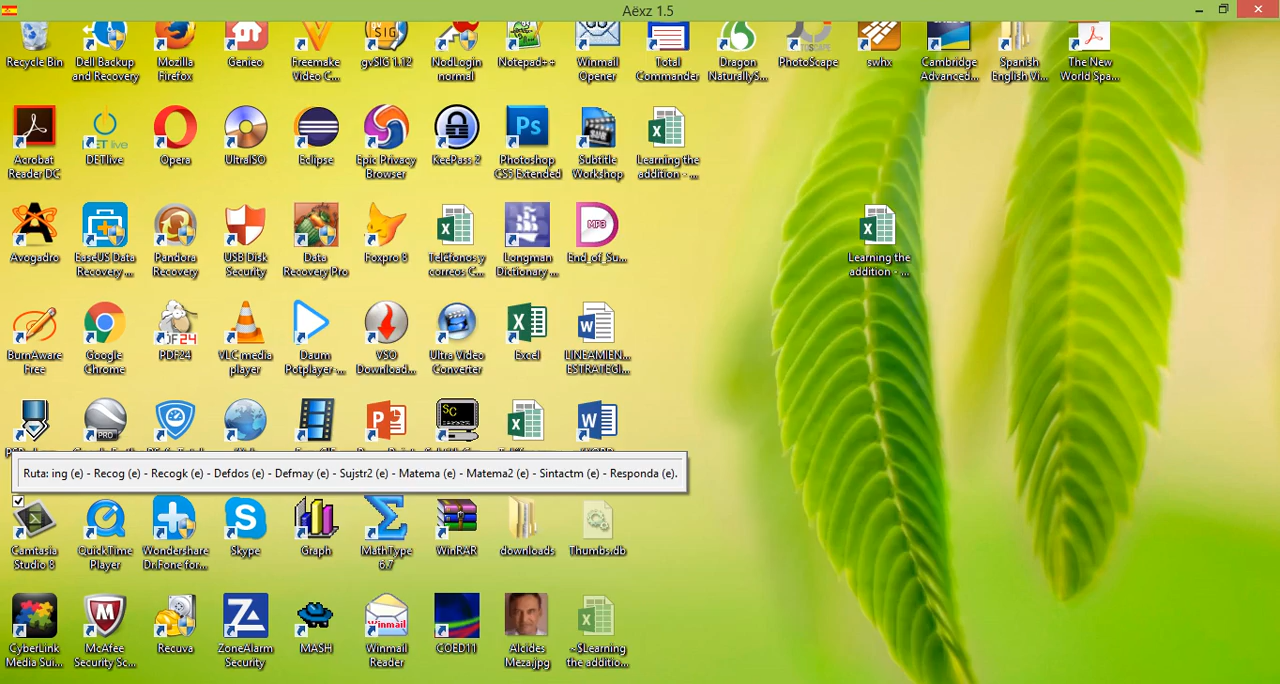 Aëxz 1.5
Recycle Bin
Dell Backup
and Recovery
Mozilla
Firefox
Genieo
Freemake
Video C...
gvSIG 1.12
NodLogin
normal
Notepad++
Winmail
Opener
Total
Commander
Dragon
NaturallyS...
PhotoScape
swhx
Cambridge
Advanced...
Spanish
English Vi...
The New
World Spa...
Acrobat
Reader DC
DETlive
Opera
UltraISO
Eclipse
Epic Privacy
Browser
KeePass 2
Photoshop
CS5 Extended
Subtitle
Workshop
Learning the
addition - ...
Avogadro
EaseUS Data
Recovery ...
Pandora
Recovery
USB Disk
Security
Data
Recovery Pro
Foxpro 8
Teléfonos y
correos C...
Longman
Dictionary ...
MP3
End_of_Su...
Learning the
addition - ...
BurnAware
Free
Google
Chrome
PDF24
VLC media
player
Daum
Potplayer-...
VSO
Download...
Ultra Video
Converter
Excel
LINEAMIEN...
ESTRATEGI...
Ruta: ing (e) - Recog (e) - Recogk (e) - Defdos (e) - Defmay (e) - Sujstr2 (e) - Matema (e) - Matema2 (e) - Sintactm (e) - Responda (e).
Camtasia
Studio 8
QuickTime
Player
Wondershare
Dr.Fone for...
Skype
Graph
MathType
6.7
WinRAR
downloads
Thumbs.db
CyberLink
Media Sui...
McAfee
Security Sc...
Recuva
ZoneAlarm
Security
MASH
Winmail
Reader
COED11
Alcides
Meza.jpg
~$Learning
the additio...